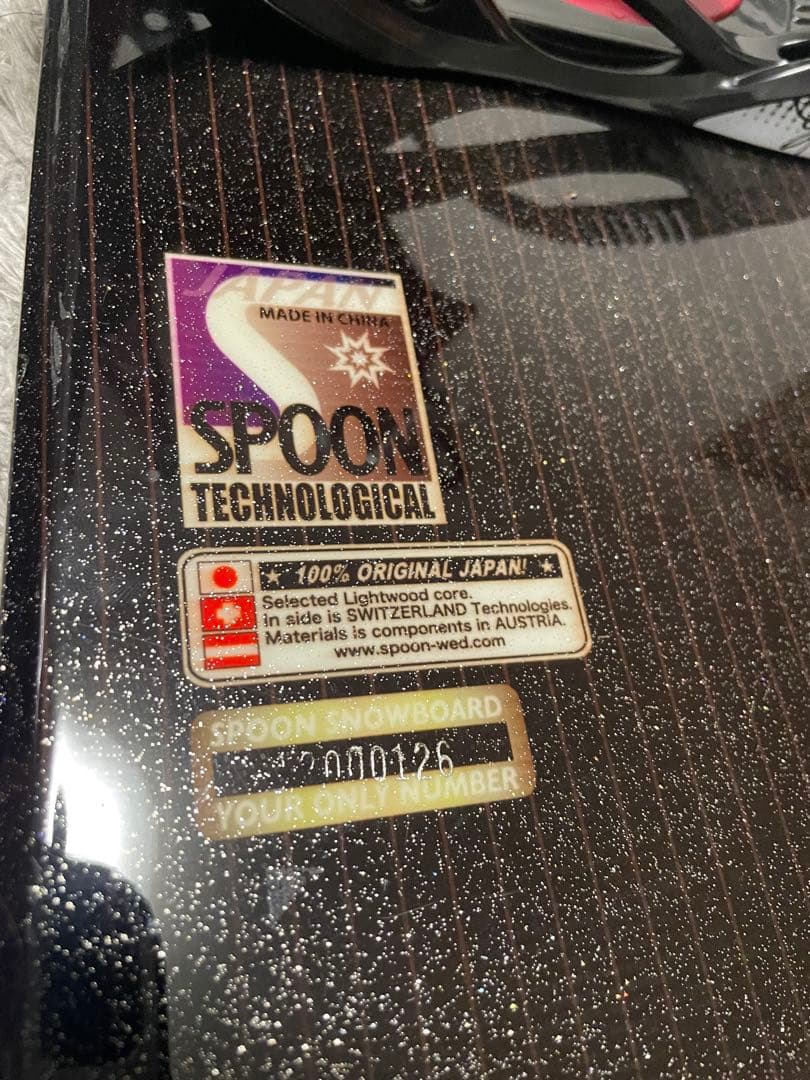 JAPAN
MADE IN CHINA
SPOON
TECHNOLOGICAL
★ 100% ORIGINAL JAPAN! ★
Selected Lightwood core.
In side is SWITZERLAND Technologies.
Materials is components in AUSTRiA.
www.spoon-wed.com
SPOON SNOWBOARD
YOUR ONLY NUMBER